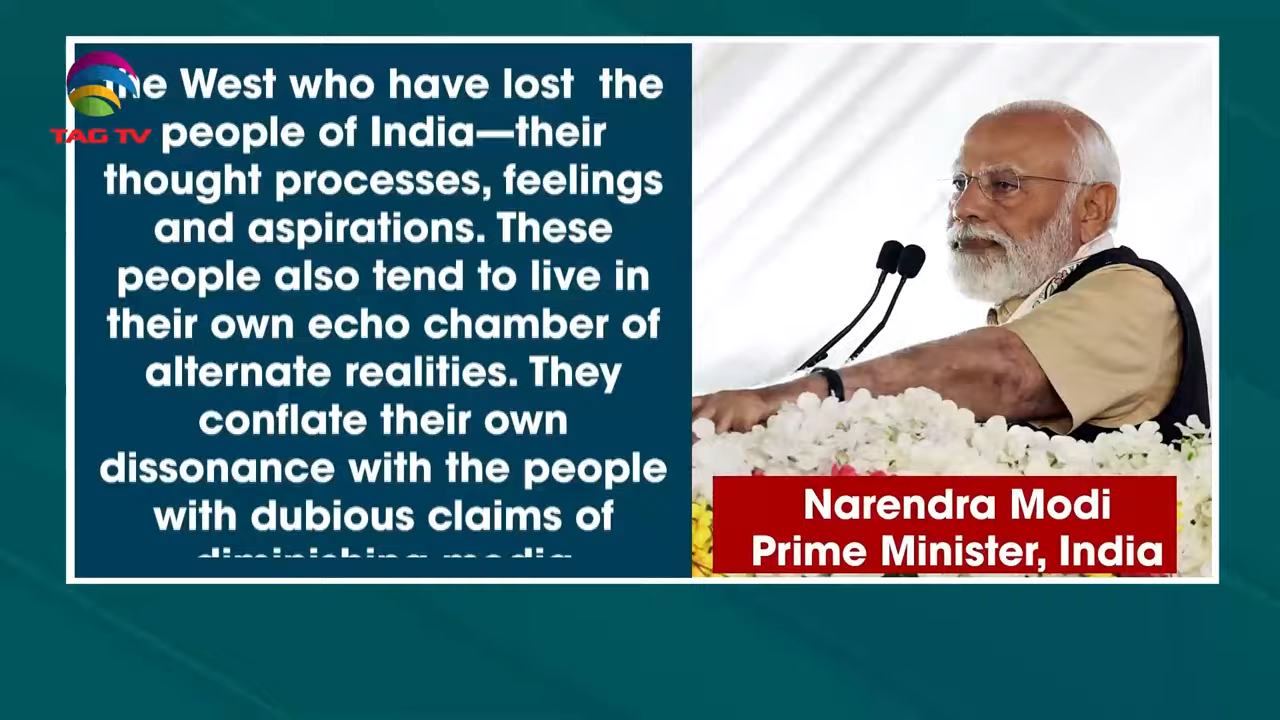 the West who have lost  the
people of India—their
thought processes, feelings
and aspirations. These
people also tend to live in
their own echo chamber of
alternate realities. They
conflate their own
dissonance with the people
with dubious claims of
TAG TV
Narendra Modi
Prime Minister, India